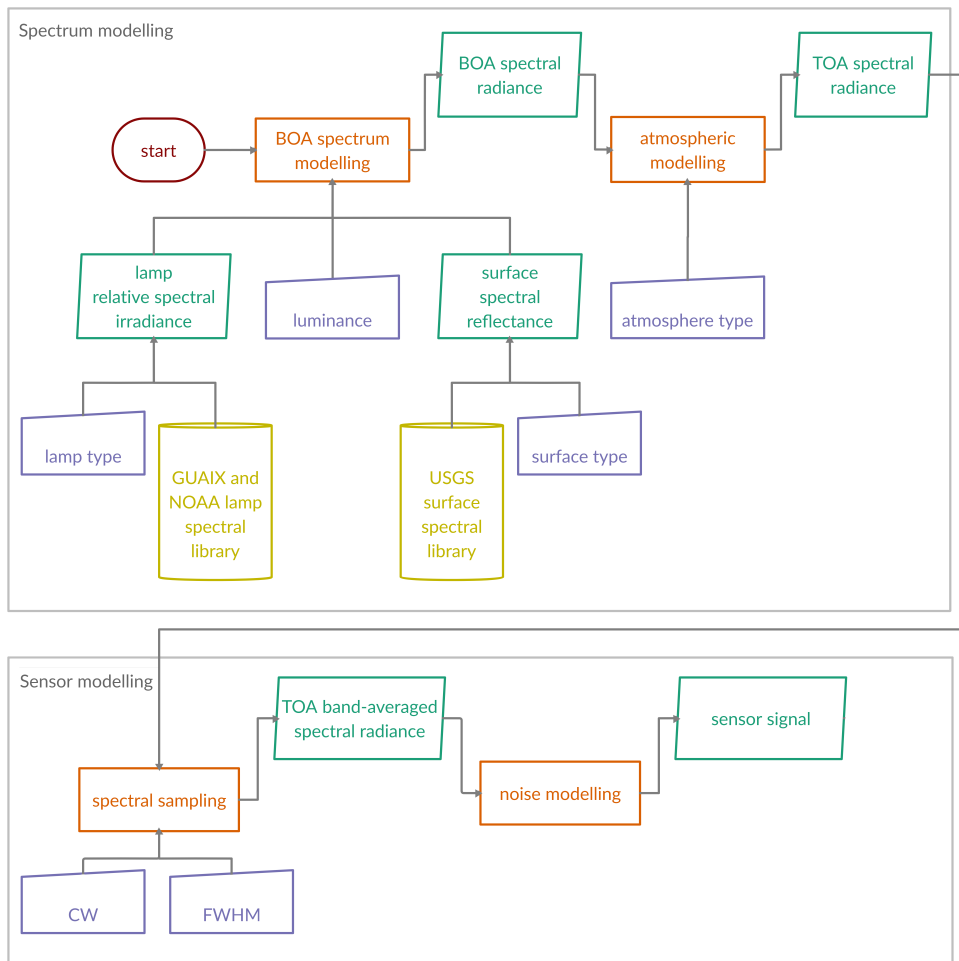 Spectrum modelling
BOA spectral
radiance
TOA spectral
radiance
start
BOA spectrum
modelling
atmospheric
modelling
lamp
relative spectral
irradiance
luminance
surface
spectral
reflectance
atmosphere type
lamp type
GUAIX and
NOAA lamp
spectral
library
USGS
surface
spectral
library
surface type
Sensor modelling
TOA band-averaged
spectral radiance
sensor signal
spectral sampling
noise modelling
CW
FWHM